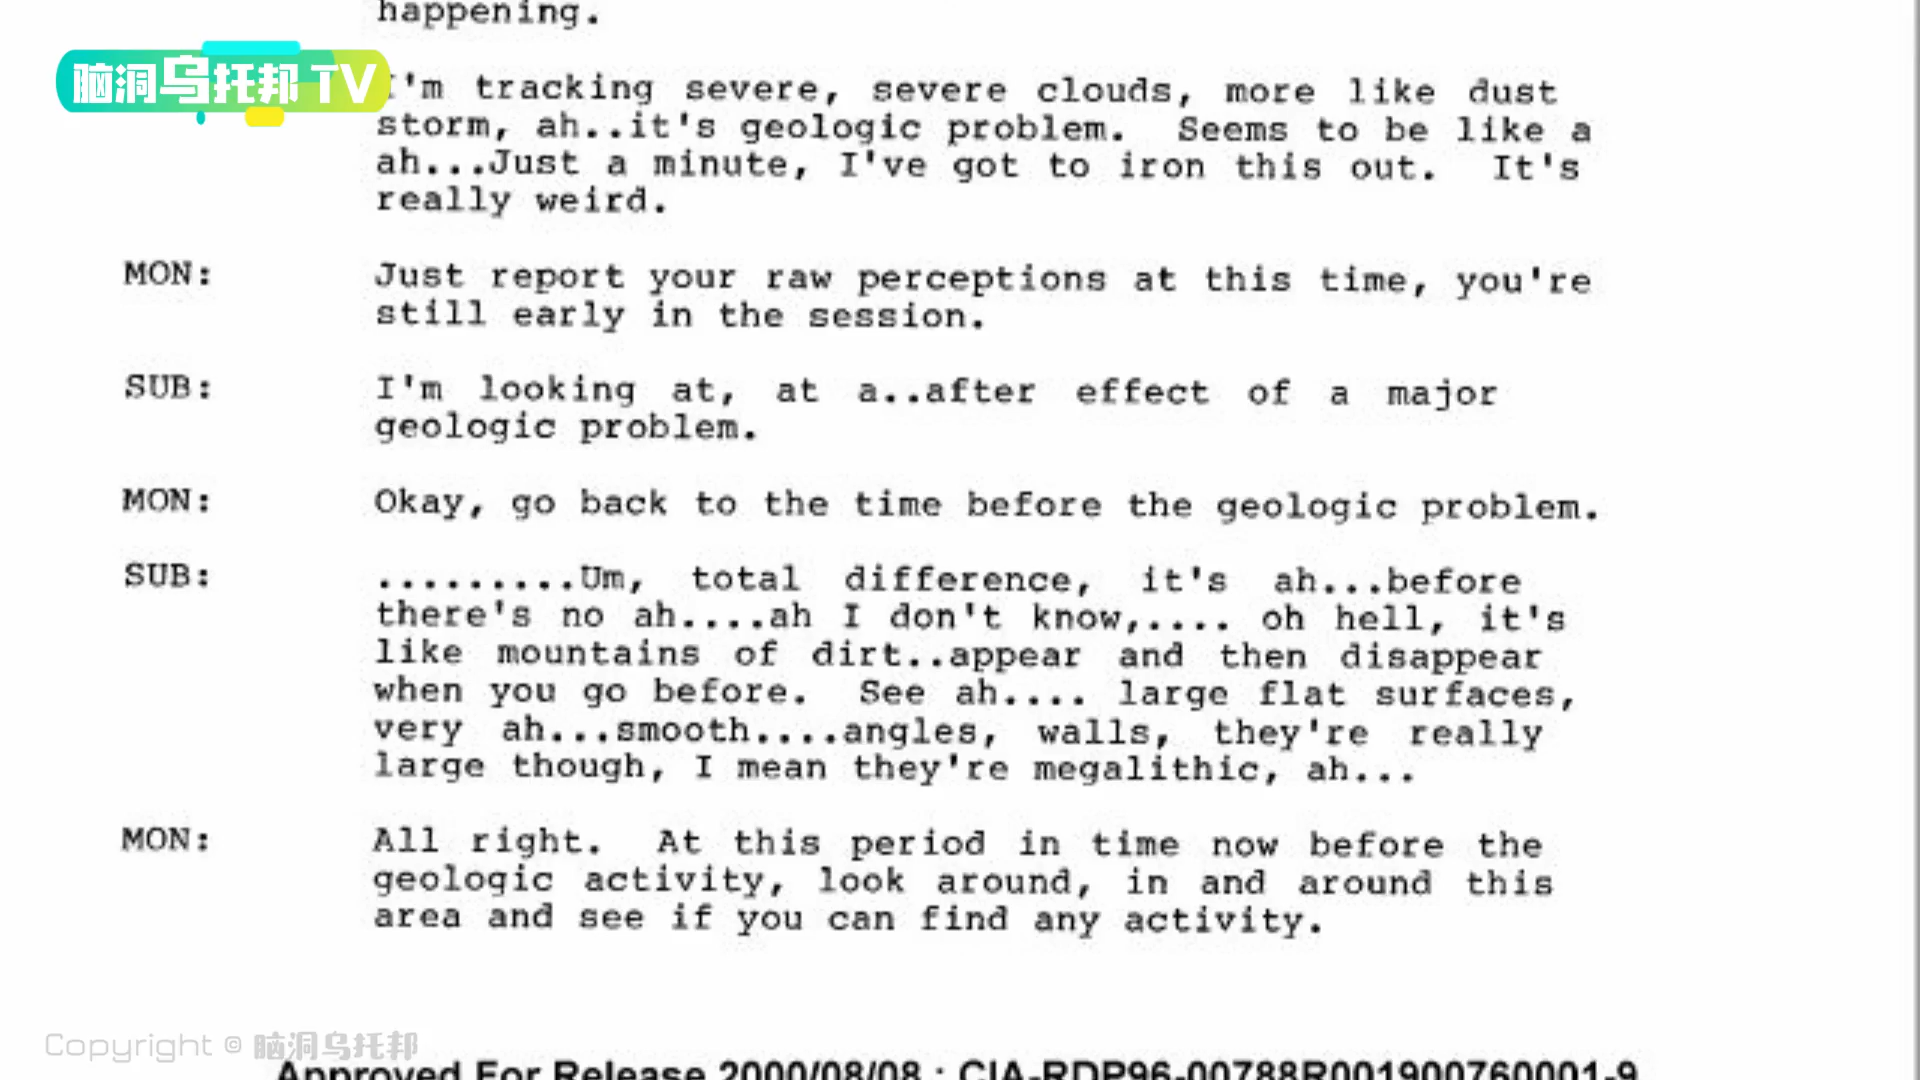 happening.
脑洞乌托邦 TV
I'm tracking severe, severe clouds, more like dust
storm, ah..it's geologic problem. Seems to be like a
ah...Just a minute, I've got to iron this out. It's
really weird.
MON: Just report your raw perceptions at this time, you're
still early in the session.
SUB: I'm looking at, at a..after effect of a major
geologic problem.
MON: Okay, go back to the time before the geologic problem.
SUB: .........Um, total difference, it's ah...before
there's no ah....ah I don't know,.... oh hell, it's
like mountains of dirt..appear and then disappear
when you go before. See ah.... large flat surfaces,
very ah...smooth....angles, walls, they're really
large though, I mean they're megalithic, ah...
MON: All right. At this period in time now before the
geologic activity, look around, in and around this
area and see if you can find any activity.
Copyright © 脑洞乌托邦
Approved For Release 2000/08/08 : CIA-RDP96-00788R001900760001-9